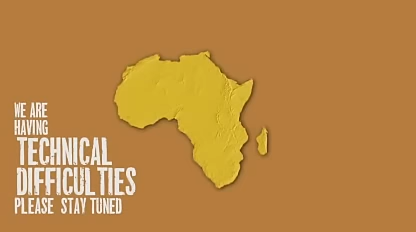 WE ARE
HAVING
TECHNICAL
DIFFICULTIES
PLEASE STAY TUNED